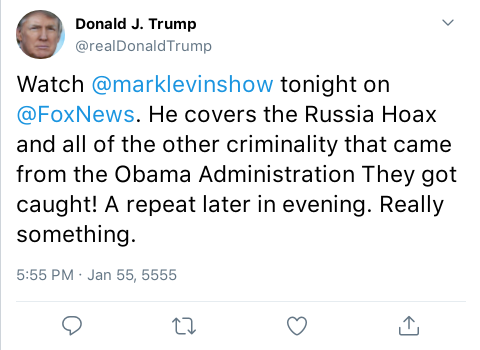 Donald J. Trump
@realDonaldTrump
Watch @marklevinshow tonight on
@FoxNews. He covers the Russia Hoax
and all of the other criminality that came
from the Obama Administration They got
caught! A repeat later in evening. Really
something.
5:55 PM · Jan 55, 5555